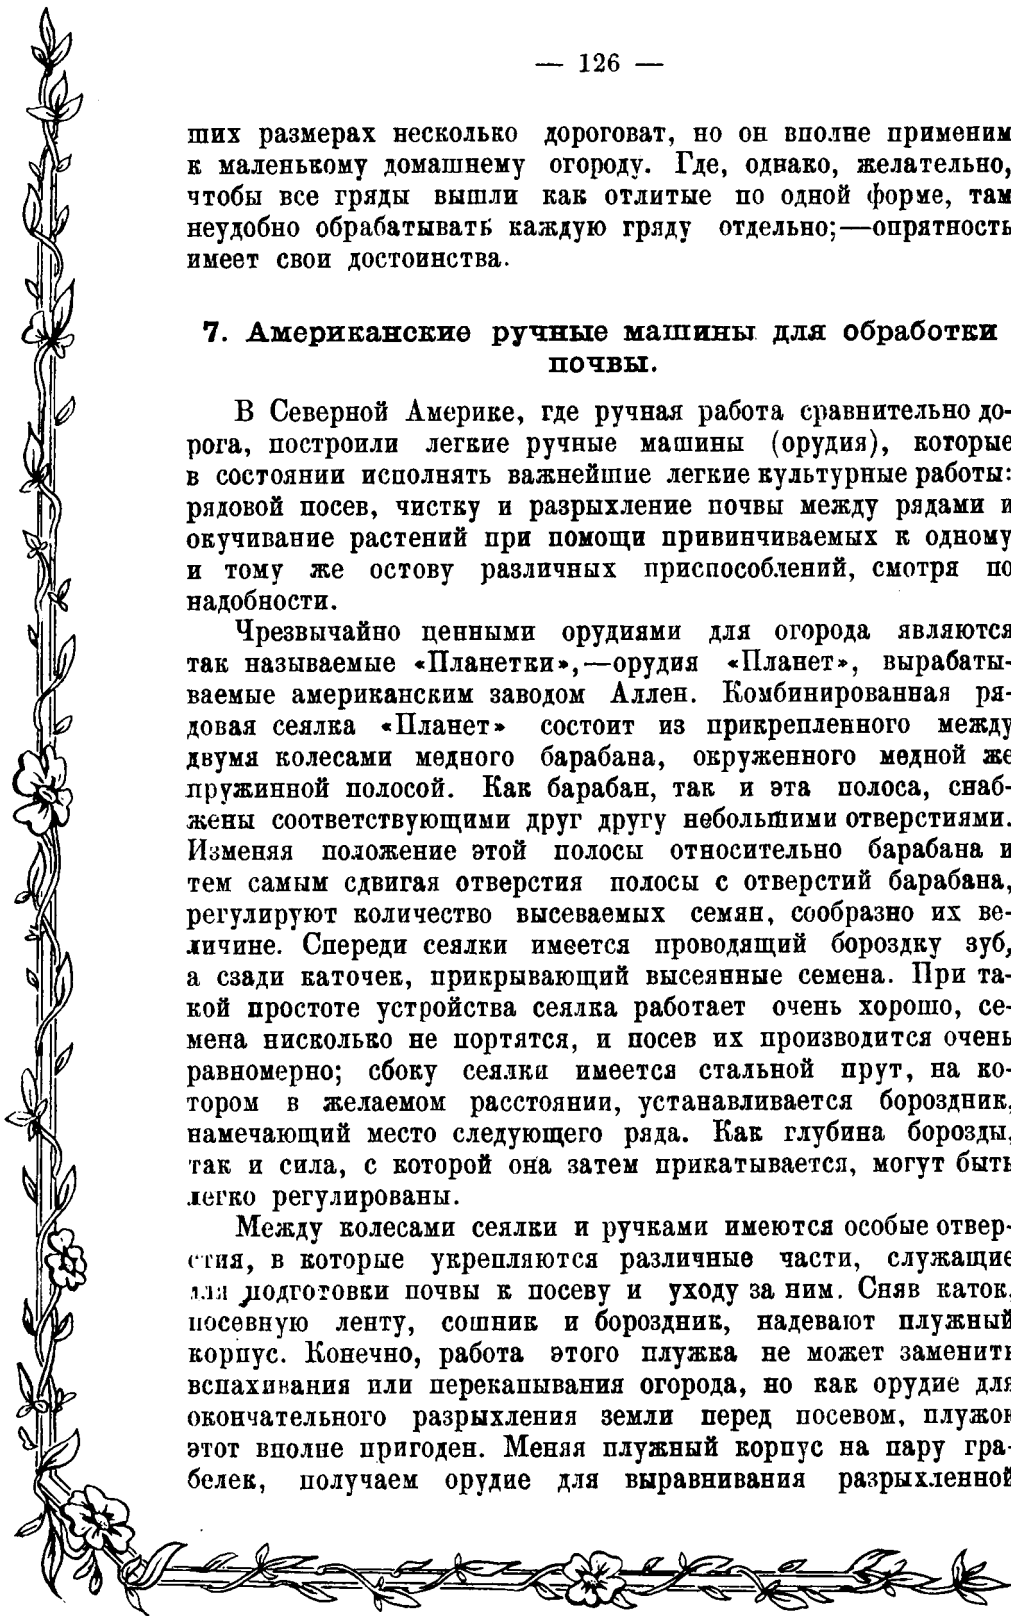 — 126 —
ших размерах несколько дороговат, но он вполне применим
к маленькому домашнему огороду. Где, однако, желательно,
чтобы все гряды вышли как отлитые по одной форме, там
неудобно обрабатывать каждую гряду отдельно;—опрятность
имеет свои достоинства.
7. Американские ручные машины для обработки
почвы.
В Северной Америке, где ручная работа сравнительно до-
рога, построили легкие ручные машины (орудия), которые
в состоянии исполнять важнейшие легкие культурные работы:
рядовой посев, чистку и разрыхление почвы между рядами и
окучивание растений при помощи привинчиваемых к одному
и тому же остову различных приспособлений, смотря по
надобности.
Чрезвычайно ценными орудиями для огорода являются
так называемые «Планетки»,—орудия «Планет», вырабаты-
ваемые американским заводом Аллен. Комбинированная ря-
довая сеялка «Планет» состоит из прикрепленного между
двумя колесами медного барабана, окруженного медной же
пружинной полосой. Как барабан, так и эта полоса, снаб-
жены соответствующими друг другу небольшими отверстиями.
Изменяя положение этой полосы относительно барабана и
тем самым сдвигая отверстия полосы с отверстий барабана,
регулируют количество высеваемых семян, сообразно их ве-
личине. Спереди сеялки имеется проводящий бороздку зуб,
а сзади каточек, прикрывающий высеянные семена. При та-
кой простоте устройства сеялка работает очень хорошо, се-
мена нисколько не портятся, и посев их производится очень
равномерно; сбоку сеялки имеется стальной прут, на ко-
тором в желаемом расстоянии, устанавливается бороздник,
намечающий место следующего ряда. Как глубина борозды,
так и сила, с которой она затем прикатывается, могут быть
легко регулированы.
Между колесами сеялки и ручками имеются особые отвер-
стия, в которые укрепляются различные части, служащие
для подготовки почвы к посеву и уходу за ним. Сняв каток,
посевную ленту, сошник и бороздник, надевают плужный
корпус. Конечно, работа этого плужка не может заменить
вспахивания или перекапывания огорода, но как орудие для
окончательного разрыхления земли перед посевом, плужок
этот вполне пригоден. Меняя плужный корпус на пару гра-
белек, получаем орудие для выравнивания разрыхленной